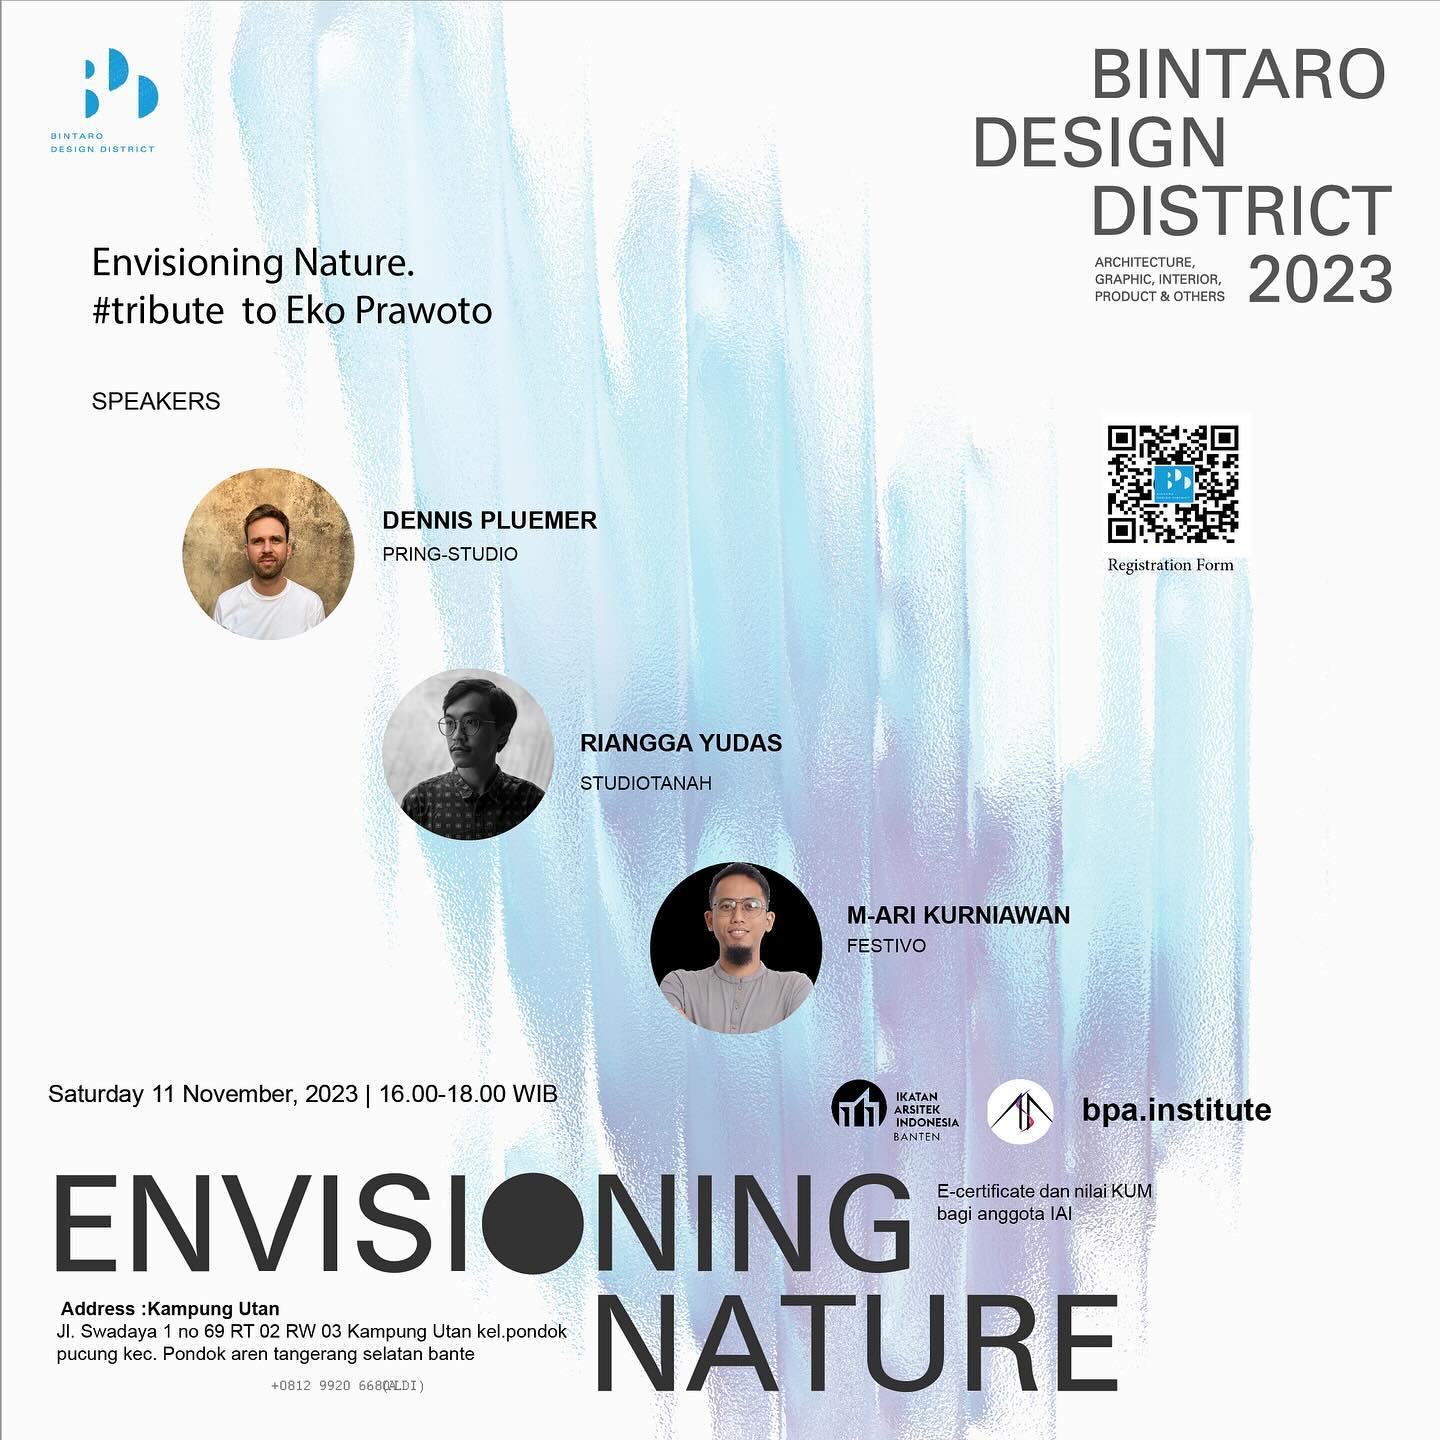 BINTARO
DESIGN DISTRICT
BINTARO
DESIGN
DISTRICT
ARCHITECTURE,
GRAPHIC, INTERIOR,
PRODUCT & OTHERS
2023
Envisioning Nature.
#tribute to Eko Prawoto
SPEAKERS
Registration Form
DENNIS PLUEMER
PRING-STUDIO
RIANGGA YUDAS
STUDIOTANAH
M-ARI KURNIAWAN
FESTIVO
Saturday 11 November, 2023 | 16.00-18.00 WIB
IKATAN
ARSITEK
INDONESIA
BANTEN
bpa.institute
ENVISIONING
E-certificate dan nilai KUM
bagi anggota IAI
NATURE
Address :Kampung Utan
Jl. Swadaya 1 no 69 RT 02 RW 03 Kampung Utan kel.pondok
pucung kec. Pondok aren tangerang selatan bante
+0812 9920